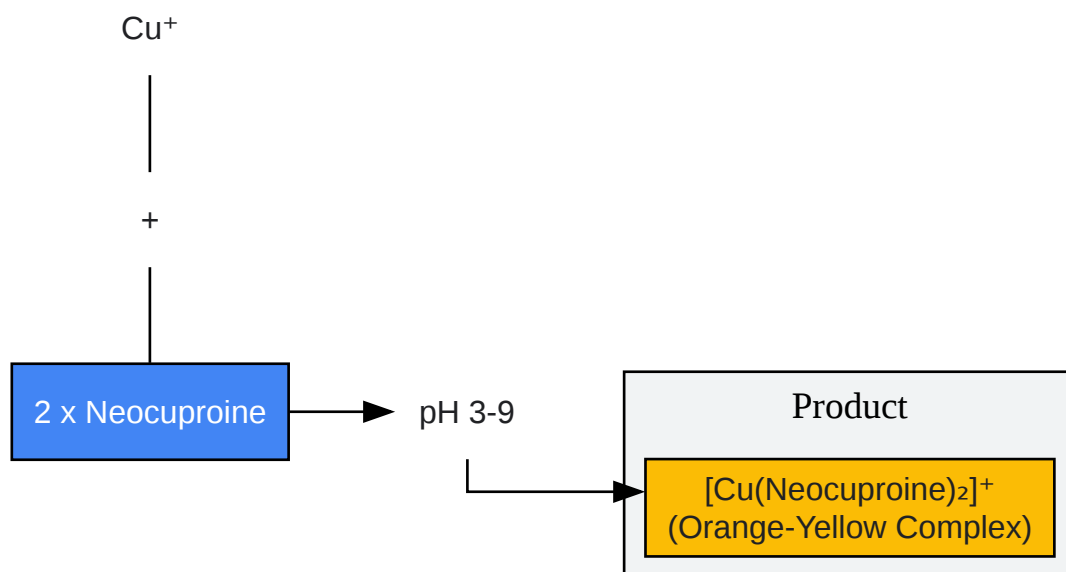 Cu⁺
+
2 x Neocuproine
pH 3-9
Product
[Cu(Neocuproine)₂]⁺
(Orange-Yellow Complex)